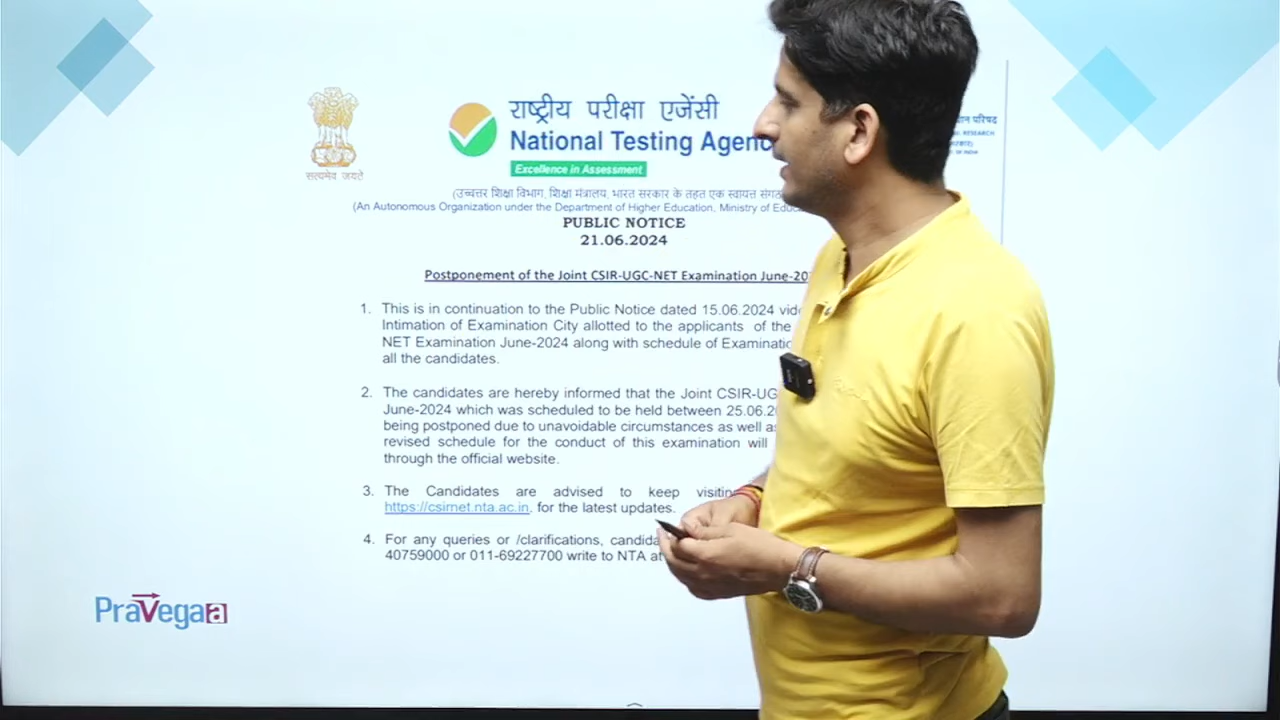 सत्यमेव जयते
राष्ट्रीय परीक्षा एजेंसी
National Testing Agenc
Excellence in Assessment
परिषद
RESEARCH
(उच्चतर शिक्षा विभाग, शिक्षा मंत्रालय, भारत सरकार के तहत एक स्वायत्त
(An Autonomous Organization under the Department of Higher Education, Ministry of Educ
PUBLIC NOTICE
21.06.2024
Postponement of the Joint CSIR-UGC-NET Examination June-20
1. This is in continuation to the Public Notice dated 15.06.2024 vid
Intimation of Examination City allotted to the applicants of the
NET Examination June-2024 along with schedule of Examinatio
all the candidates.
2. The candidates are hereby informed that the Joint CSIR-UG
June-2024 which was scheduled to be held between 25.06.2
being postponed due to unavoidable circumstances as well as
revised schedule for the conduct of this examination will
through the official website.
3. The Candidates are advised to keep visitin
https://csirnet.nta.ac.in, for the latest updates.
4. For any queries or /clarifications, candida
40759000 or 011-69227700 write to NTA at
PraVegaa